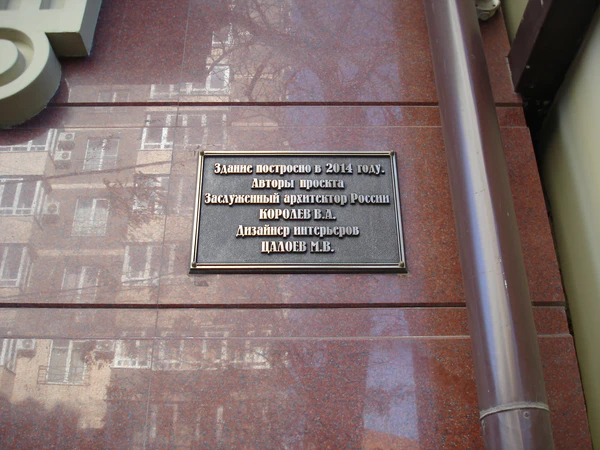 Здание построено в 2014 году.
Авторы проекта
Заслуженный архитектор России
КОРОЛЕВ В.А.
Дизайнер интерьеров
ЦАЛОЕВ М.В.